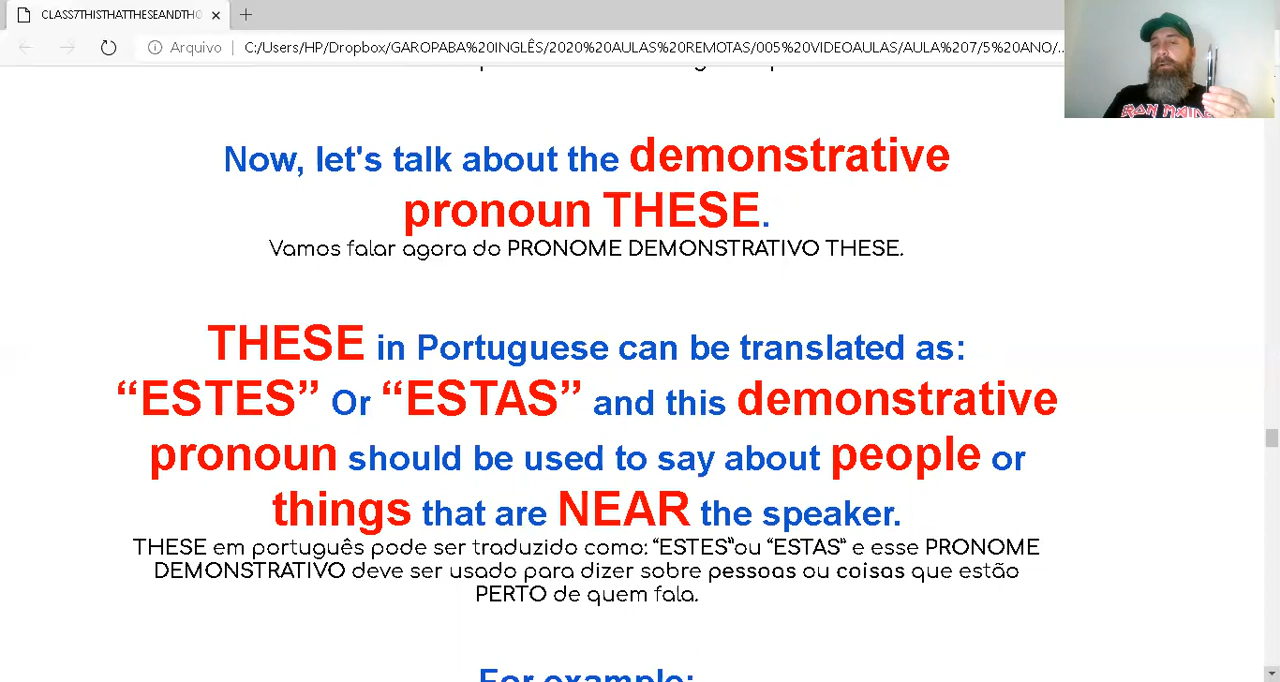 CLASS7THISTHATTHESEANDTHO
Arquivo
C:/Users/HP/Dropbox/GAROPABA%20INGLÊS/2020%20AULAS%20REMOTAS/005%20VIDEOAULAS/AULA%207/5%20ANO/...
IRON MAIDE
Now, let's talk about the demonstrative
pronoun THESE.
Vamos falar agora do PRONOME DEMONSTRATIVO THESE.
THESE in Portuguese can be translated as:
“ESTES” Or “ESTAS” and this demonstrative
pronoun should be used to say about people or
things that are NEAR the speaker.
THESE em português pode ser traduzido como: “ESTES”ou “ESTAS” e esse PRONOME
DEMONSTRATIVO deve ser usado para dizer sobre pessoas ou coisas que estão
PERTO de quem fala.
For example: